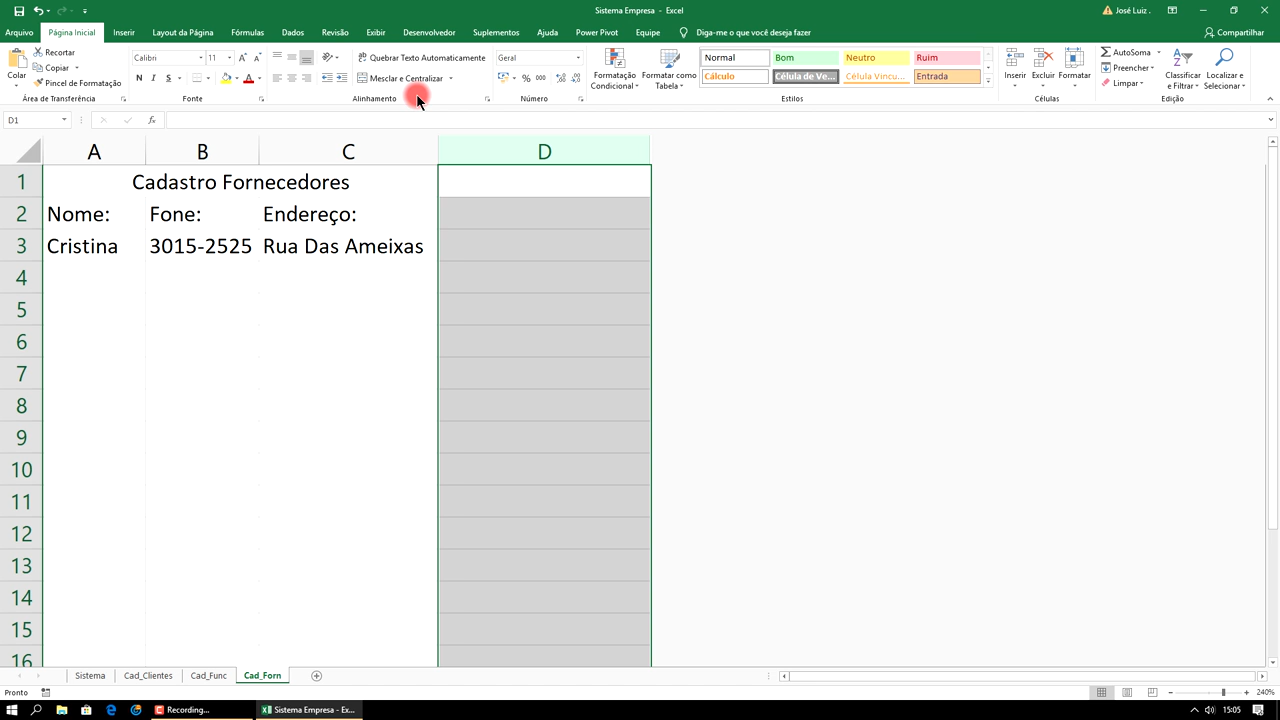 Sistema Empresa - Excel
José Luiz .
Arquivo Página Inicial Inserir Layout da Página Fórmulas Dados Revisão Exibir Desenvolvedor Suplementos Ajuda Power Pivot Equipe Diga-me o que você deseja fazer Compartilhar
Colar
Recortar
Copiar
Pincel de Formatação
Área de Transferência
Calibri 11
N I S
Fonte
Quebrar Texto Automaticamente
Mesclar e Centralizar
Alinhamento
Geral
% 000
Número
Formatação Condicional
Formatar como Tabela
Normal Bom Neutro Ruim
Cálculo Célula de Ve... Célula Vincu... Entrada
Estilos
Inserir Excluir Formatar
Células
AutoSoma
Preencher
Limpar
Classificar e Filtrar
Localizar e Selecionar
Edição
D1 fx
A B C D
1 Cadastro Fornecedores
2 Nome: Fone: Endereço:
3 Cristina 3015-2525 Rua Das Ameixas
4
5
6
7
8
9
10
11
12
13
14
15
16
Sistema Cad_Clientes Cad_Func Cad_Forn
Pronto 240%
Recording... Sistema Empresa - Ex... 15:05